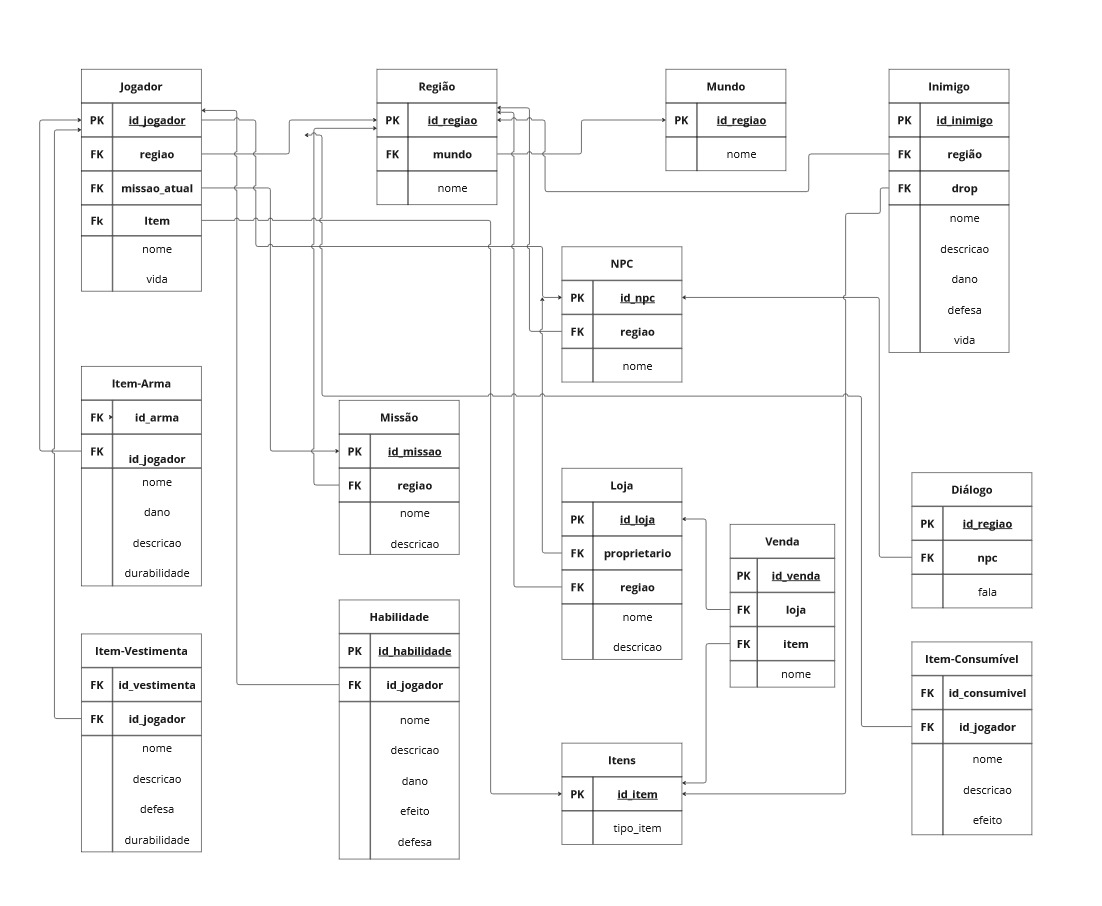 Jogador
PK id_jogador
FK regiao
FK missao_atual
Fk Item
nome
vida
Região
PK id_regiao
FK mundo
nome
Mundo
PK id_regiao
nome
Inimigo
PK id_inimigo
FK região
FK drop
nome
descricao
dano
defesa
vida
NPC
PK id_npc
FK regiao
nome
Item-Arma
FK id_arma
FK id_jogador
nome
dano
descricao
durabilidade
Missão
PK id_missao
FK regiao
nome
descricao
Loja
PK id_loja
FK proprietario
FK regiao
nome
descricao
Venda
PK id_venda
FK loja
FK item
nome
Diálogo
PK id_regiao
FK npc
fala
Item-Vestimenta
FK id_vestimenta
FK id_jogador
nome
descricao
defesa
durabilidade
Habilidade
PK id_habilidade
FK id_jogador
nome
descricao
dano
efeito
defesa
Itens
PK id_item
tipo_item
Item-Consumível
FK id_consumivel
FK id_jogador
nome
descricao
efeito